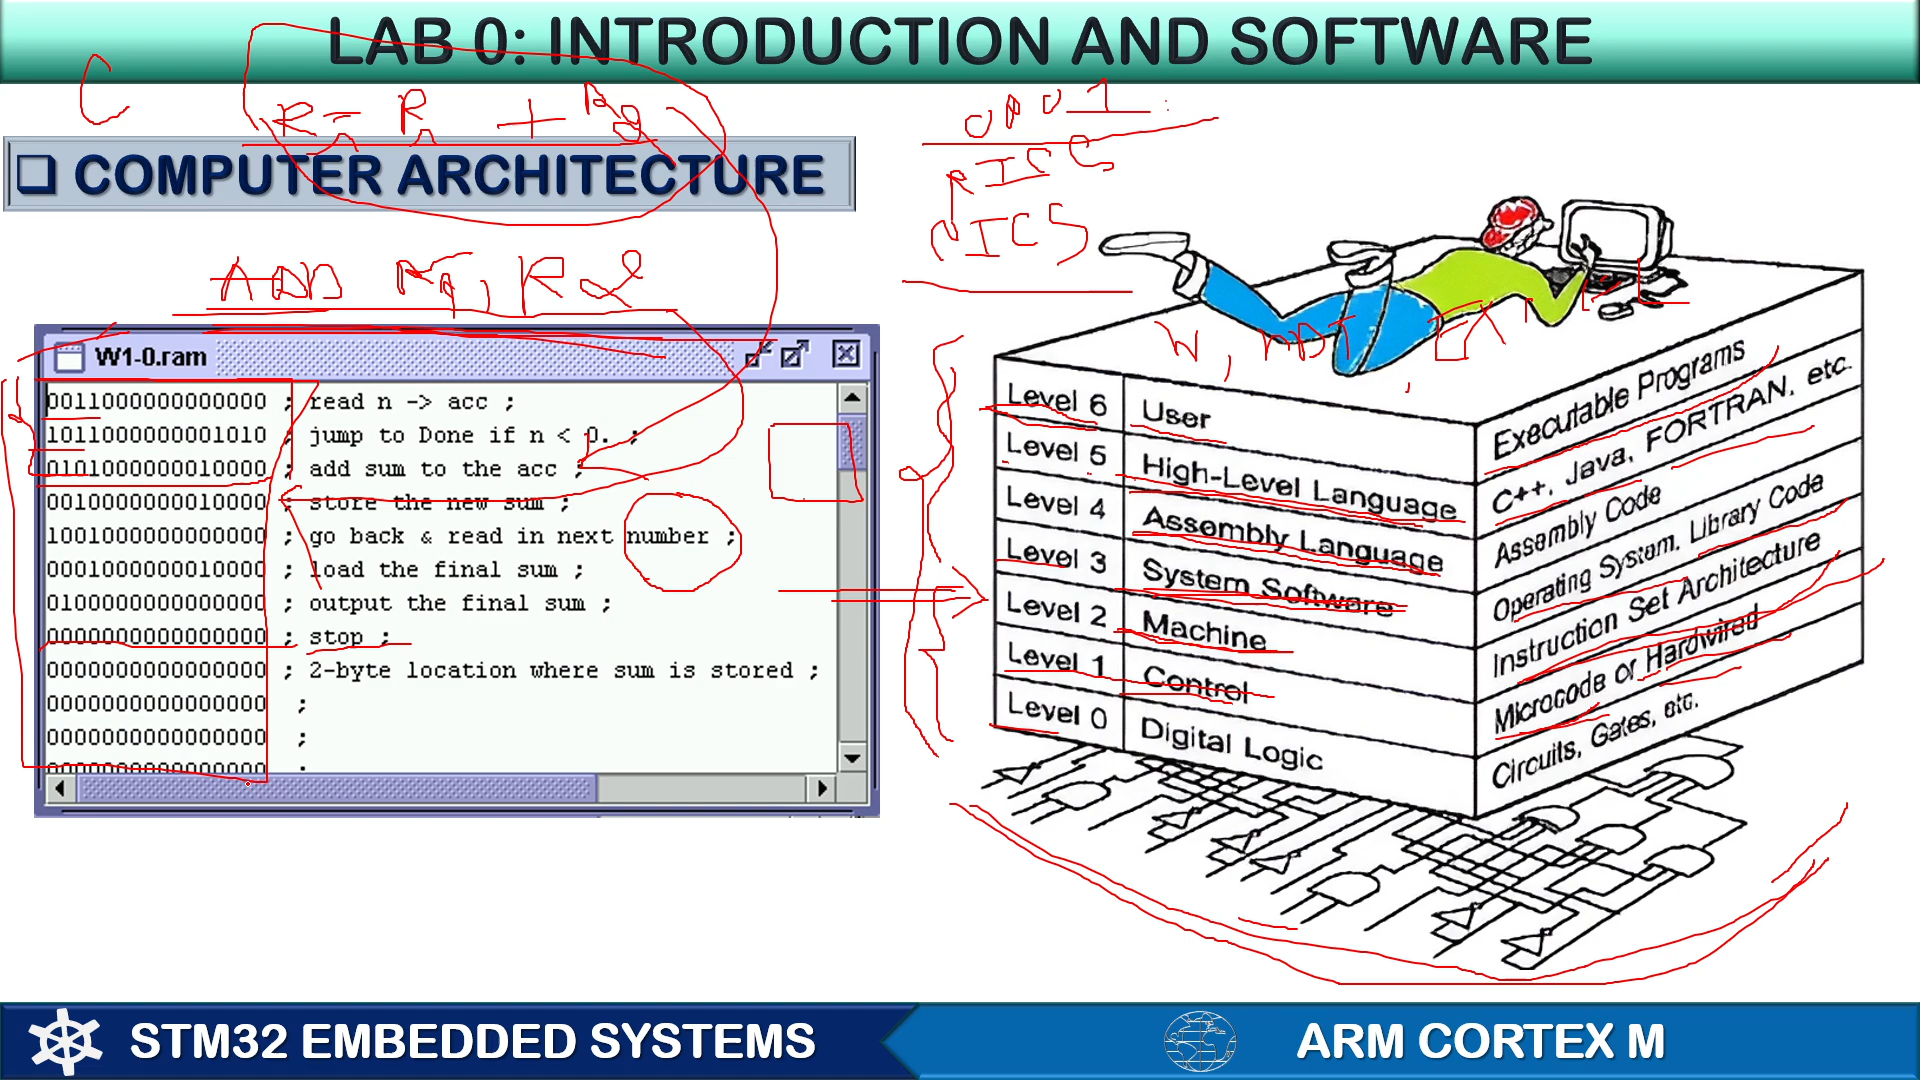 LAB 0: INTRODUCTION AND SOFTWARE
C
R1 = R1 + R2
COMPUTER ARCHITECTURE
ADD R1, R2
RISC
W1-0.ram
0011000000000000 ; read n -> acc ;
1011000000001010 ; jump to Done if n < 0. ;
0101000000010000 ; add sum to the acc ;
0010000000010000 ; store the new sum ;
1001000000000000 ; go back & read in next number ;
0001000000010000 ; load the final sum ;
0100000000000000 ; output the final sum ;
0000000000000000 ; stop ;
0000000000000000 ; 2-byte location where sum is stored ;
0000000000000000 ;
0000000000000000 ;
0000000000000000 ;
Level 6 User Executable Programs
Level 5 High-Level Language C++, Java, FORTRAN, etc.
Level 4 Assembly Language Assembly Code
Level 3 System Software Operating System, Library Code
Level 2 Machine Instruction Set Architecture
Level 1 Control Microcode or Hardwired
Level 0 Digital Logic Circuits, Gates, etc.
STM32 EMBEDDED SYSTEMS
ARM CORTEX M